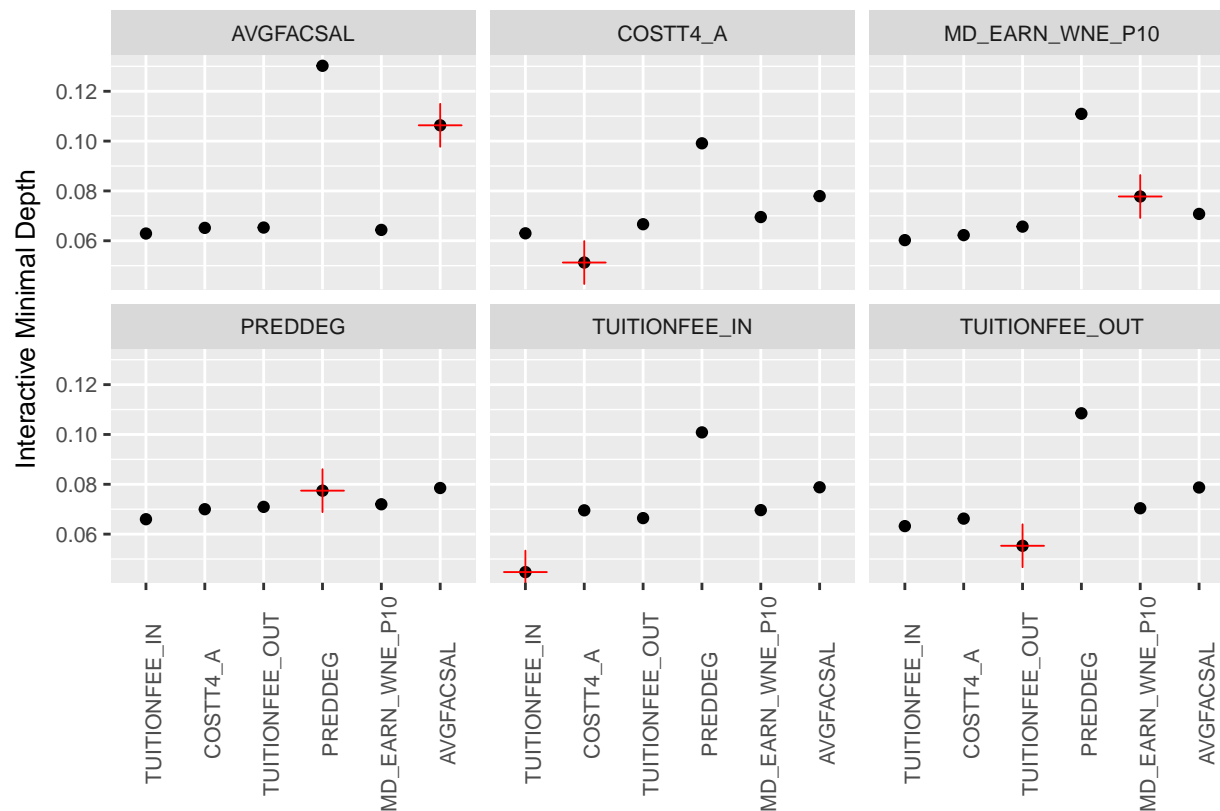 AVGFACSAL
COSTT4_A
MD_EARN_WNE_P10
0.12
0.10
0.08
0.06
PREDDEG
TUITIONFEE_IN
TUITIONFEE_OUT
0.12
0.10
0.08
0.06
Interactive Minimal Depth
TUITIONFEE_IN
COSTT4_A
TUITIONFEE_OUT
PREDDEG
MD_EARN_WNE_P10
AVGFACSAL
TUITIONFEE_IN
COSTT4_A
TUITIONFEE_OUT
PREDDEG
MD_EARN_WNE_P10
AVGFACSAL
TUITIONFEE_IN
COSTT4_A
TUITIONFEE_OUT
PREDDEG
MD_EARN_WNE_P10
AVGFACSAL